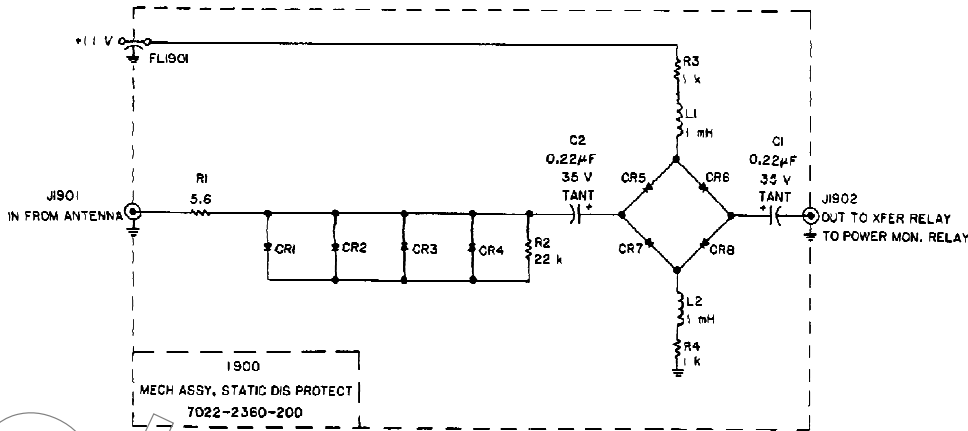 +11 V
FL1901
R3
1 k
L1
1 mH
C2
0.22µF
35 V
TANT
C1
0.22µF
35 V
TANT
CR5
CR6
J1901
IN FROM ANTENNA
R1
5.6
J1902
OUT TO XFER RELAY
TO POWER MON. RELAY
CR1
CR2
CR3
CR4
R2
22 k
CR7
CR8
L2
1 mH
R4
1 k
1900
MECH ASSY, STATIC DIS PROTECT
7022-2360-200